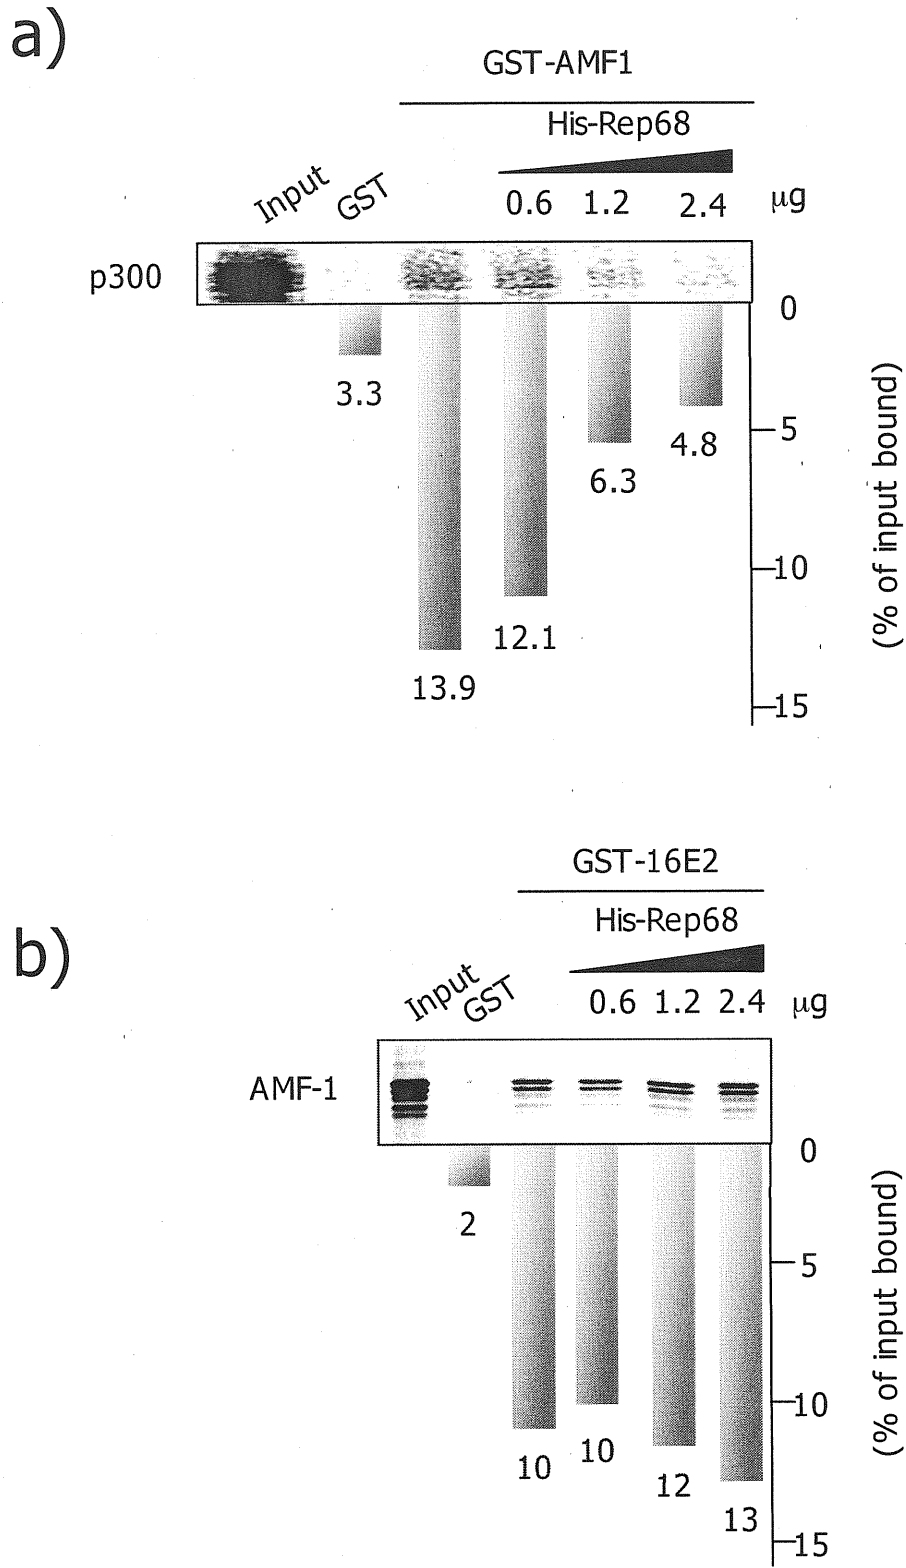 a)
GST-AMF1
His-Rep68
Input GST 0.6 1.2 2.4 µg
p300
0
3.3
5
4.8
6.3
10
12.1
13.9
15
(% of input bound)
GST-16E2
His-Rep68
b)
Input GST 0.6 1.2 2.4 µg
AMF-1
0
2
5
10
10 10
12
13
15
(% of input bound)